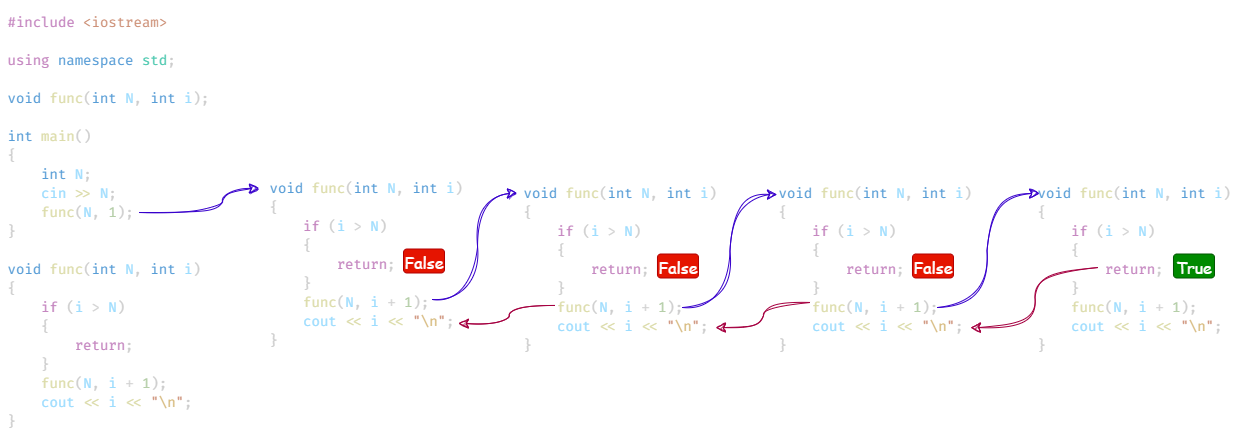 #include <iostream>
using namespace std;
void func(int N, int i);
int main()
{
    int N;
    cin >> N;
    func(N, 1);
}
void func(int N, int i)
{
    if (i > N)
    {
        return;
    }
    func(N, i + 1);
    cout << i << "\n";
}
void func(int N, int i)
{
    if (i > N)
    {
        return; False
    }
    func(N, i + 1);
    cout << i << "\n";
}
void func(int N, int i)
{
    if (i > N)
    {
        return; False
    }
    func(N, i + 1);
    cout << i << "\n";
}
void func(int N, int i)
{
    if (i > N)
    {
        return; False
    }
    func(N, i + 1);
    cout << i << "\n";
}
void func(int N, int i)
{
    if (i > N)
    {
        return; True
    }
    func(N, i + 1);
    cout << i << "\n";
}